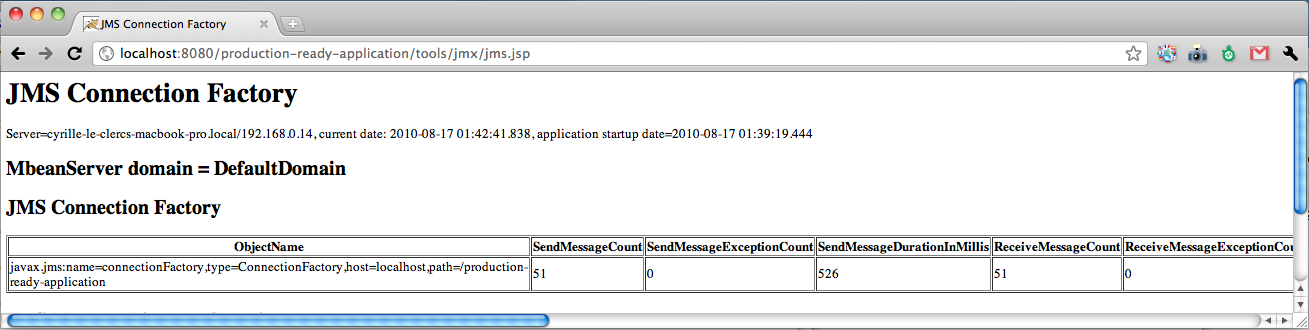 JMS Connection Factory
localhost:8080/production-ready-application/tools/jmx/jms.jsp
JMS Connection Factory
Server=cyrille-le-clercs-macbook-pro.local/192.168.0.14, current date: 2010-08-17 01:42:41.838, application startup date=2010-08-17 01:39:19.444
MbeanServer domain = DefaultDomain
JMS Connection Factory
ObjectName SendMessageCount SendMessageExceptionCount SendMessageDurationInMillis ReceiveMessageCount ReceiveMessageExceptionCou
javax.jms:name=connectionFactory,type=ConnectionFactory,host=localhost,path=/production-
ready-application 51 0 526 51 0